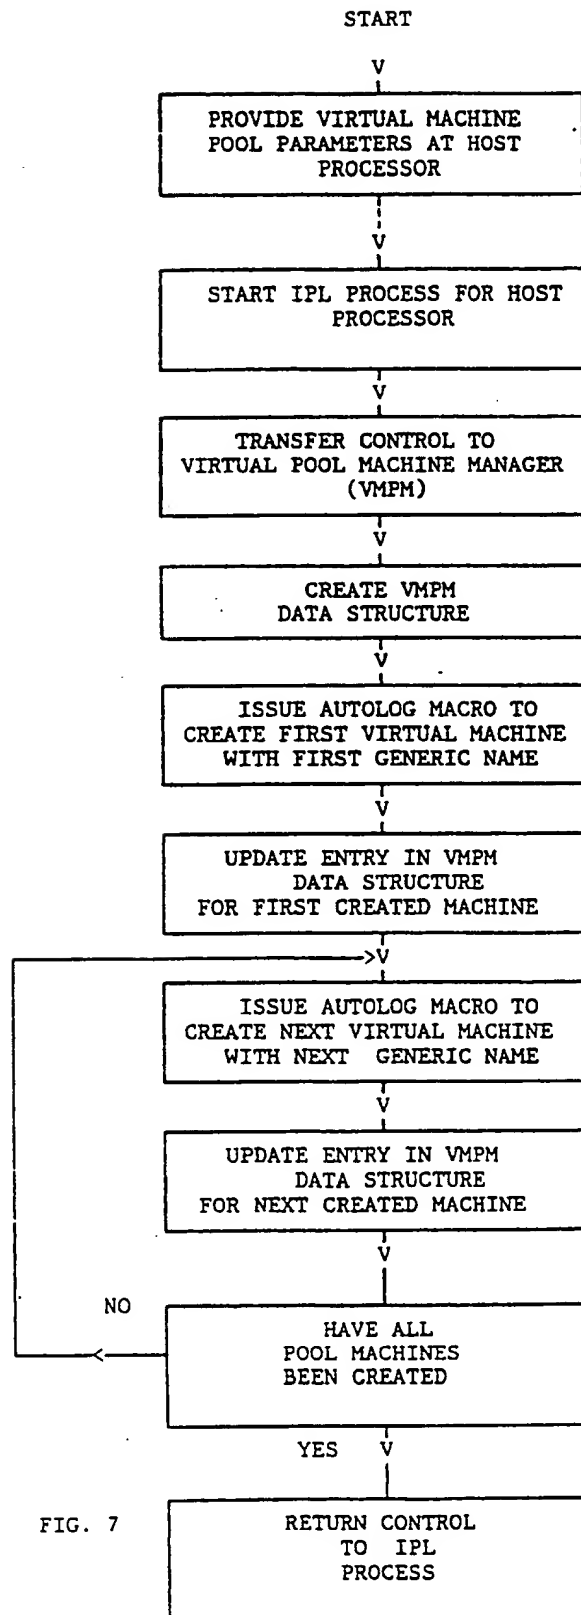 START
V
PROVIDE VIRTUAL MACHINE
POOL PARAMETERS AT HOST
PROCESSOR
V
START IPL PROCESS FOR HOST
PROCESSOR
V
TRANSFER CONTROL TO
VIRTUAL POOL MACHINE MANAGER
(VMPM)
V
CREATE VMPM
DATA STRUCTURE
V
ISSUE AUTOLOG MACRO TO
CREATE FIRST VIRTUAL MACHINE
WITH FIRST GENERIC NAME
V
UPDATE ENTRY IN VMPM
DATA STRUCTURE
FOR FIRST CREATED MACHINE
>V
ISSUE AUTOLOG MACRO TO
CREATE NEXT VIRTUAL MACHINE
WITH NEXT GENERIC NAME
V
UPDATE ENTRY IN VMPM
DATA STRUCTURE
FOR NEXT CREATED MACHINE
V
NO
HAVE ALL
POOL MACHINES
BEEN CREATED
<
YES V
FIG. 7
RETURN CONTROL
TO IPL
PROCESS